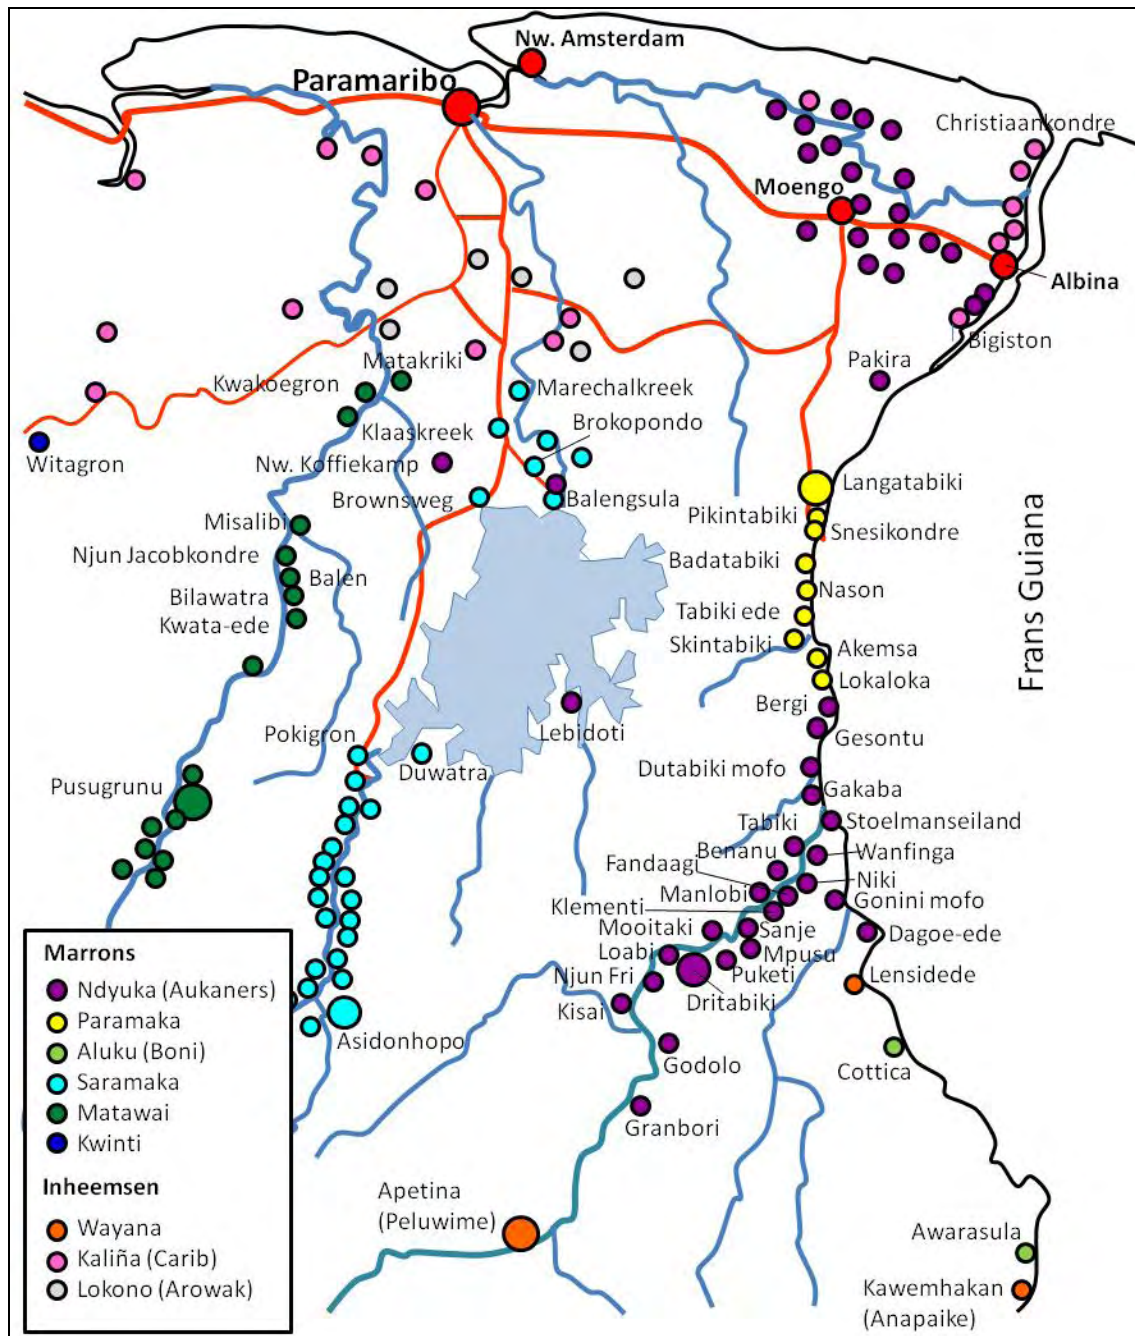 Nw. Amsterdam
Paramaribo
Christiaankondre
Moengo
Albina
Bigiston
Pakira
Matakriki
Kwakoegron
Marechalkreek
Klaaskreek
Brokopondo
Witagron
Nw. Koffiekamp
Brownsweg
Balengsula
Langatabiki
Pikintabiki
Snesikondre
Misalibi
Njun Jacobkondre
Balen
Bilawatra
Kwata-ede
Badatabiki
Nason
Tabiki ede
Skintabiki
Akemsa
Lokaloka
Frans Guiana
Bergi
Gesontu
Lebidoti
Pokigron
Duwatra
Pusugrunu
Dutabiki mofo
Gakaba
Stoelmanseiland
Tabiki
Benanu
Wanfinga
Fandaagi
Niki
Manlobi
Gonini mofo
Klementi
Mooitaki
Sanje
Dagoe-ede
Loabi
Mpusu
Njun Fri
Puketi
Lensidede
Kisai
Dritabiki
Asidonhopo
Godolo
Cottica
Granbori
Apetina
(Peluwime)
Awarasula
Kawemhakan
(Anapaike)
Marrons
Ndyuka (Aukaners)
Paramaka
Aluku (Boni)
Saramaka
Matawai
Kwinti
Inheemsen
Wayana
Kaliña (Carib)
Lokono (Arowak)